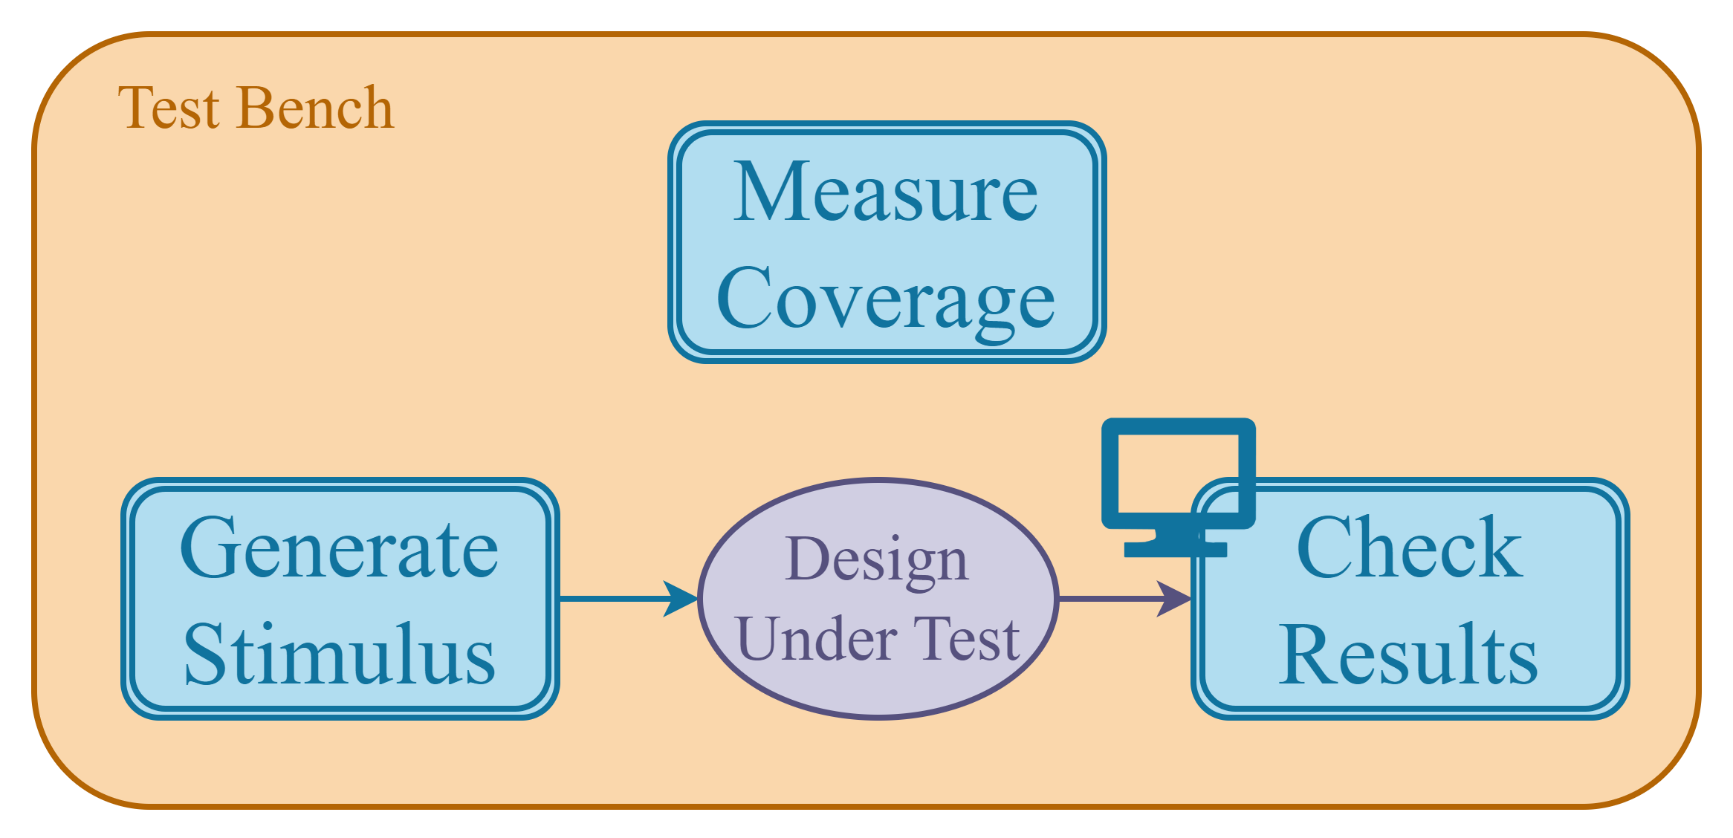 Test Bench
Measure
Coverage
Generate
Stimulus
Design
Under Test
Check
Results